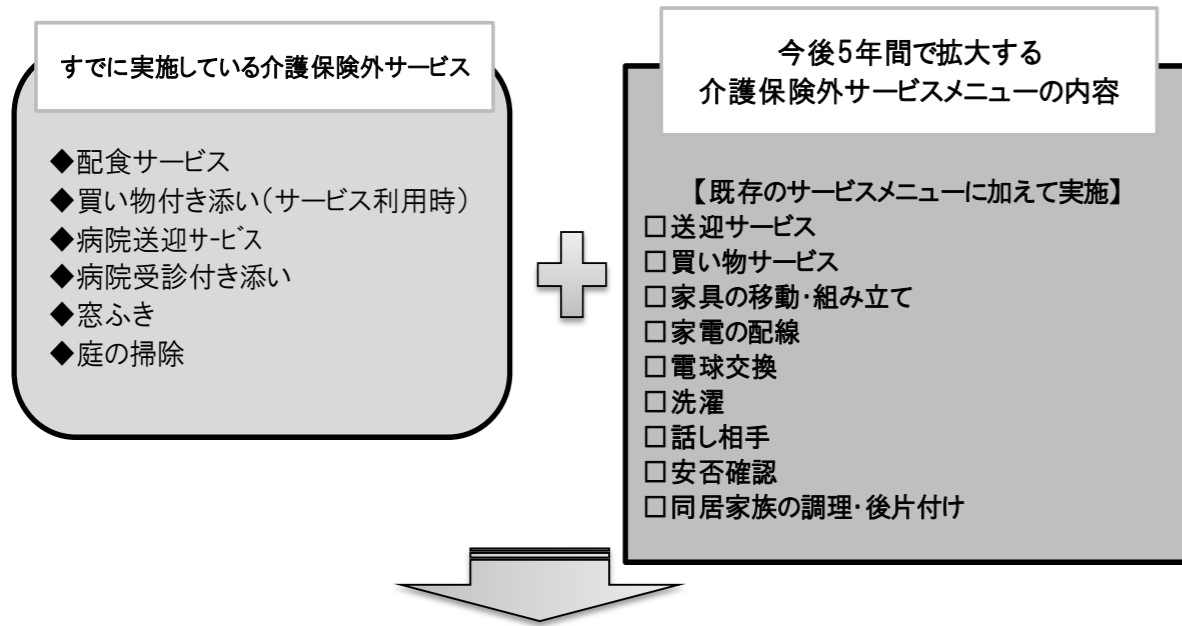 すでに実施している介護保険外サービス
◆配食サービス
◆買い物付き添い（サービス利用時）
◆病院送迎ｻｰﾋﾞｽ
◆病院受診付き添い
◆窓ふき
◆庭の掃除
今後5年間で拡大する
介護保険外サービスメニューの内容
【既存のサービスメニューに加えて実施】
□送迎サービス
□買い物サービス
□家具の移動・組み立て
□家電の配線
□電球交換
□洗濯
□話し相手
□安否確認
□同居家族の調理・後片付け